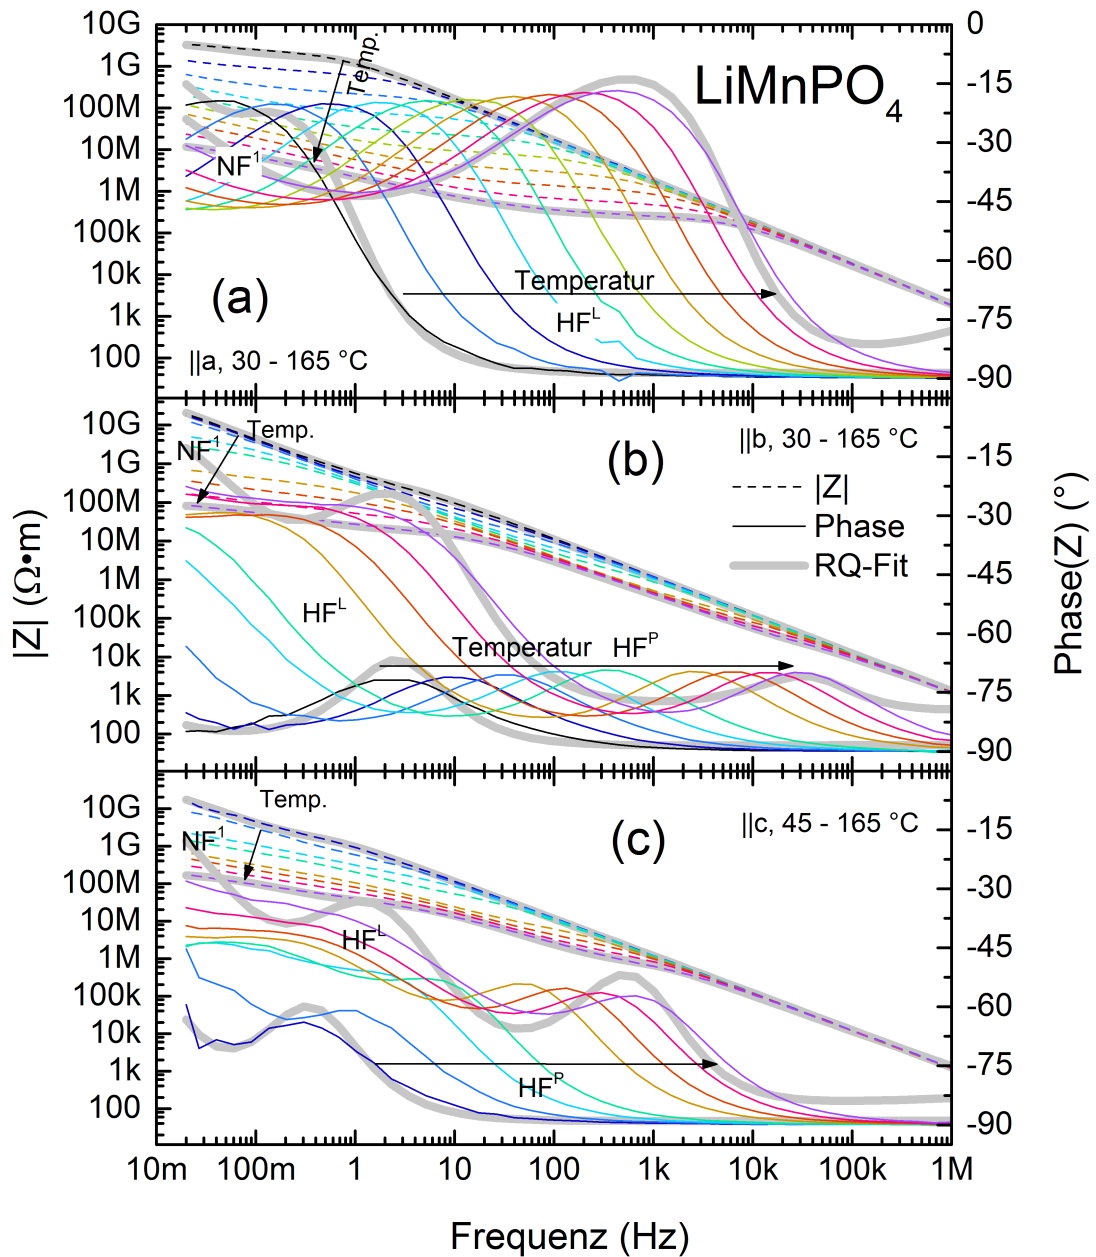 10G
1G
100M
10M
1M
100k
10k
1k
100
0
-15
-30
-45
-60
-75
-90
LiMnPO4
Temp.
NF1
Temperatur
HFL
(a)
||a, 30 - 165 °C
10G
1G
100M
10M
1M
100k
10k
1k
100
-15
-30
-45
-60
-75
-90
NF1
Temp.
(b)
||b, 30 - 165 °C
|Z|
Phase
RQ-Fit
HFL
Temperatur
HFP
10G
1G
100M
10M
1M
100k
10k
1k
100
-15
-30
-45
-60
-75
-90
Temp.
NF1
(c)
||c, 45 - 165 °C
HFL
HFP
10m 100m 1 10 100 1k 10k 100k 1M
Frequenz (Hz)
|Z| (Ω•m)
Phase(Z) (°)